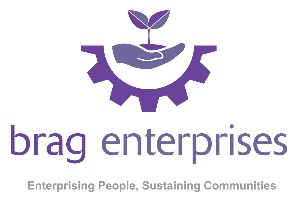 brag enterprises
Enterprising People, Sustaining Communities